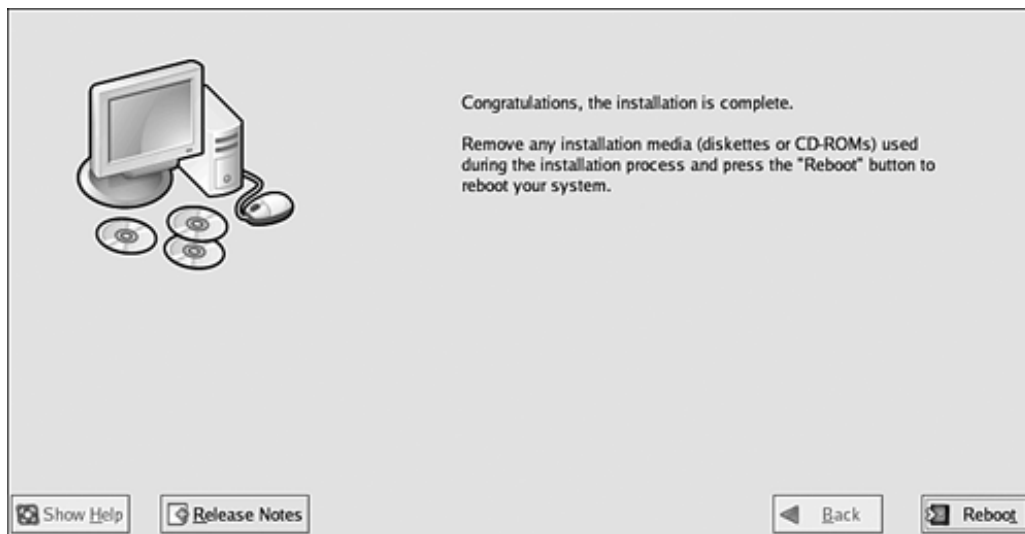 Congratulations, the installation is complete.
Remove any installation media (diskettes or CD-ROMs) used
during the installation process and press the "Reboot" button to
reboot your system.
Show Help
Release Notes
Back
Reboot